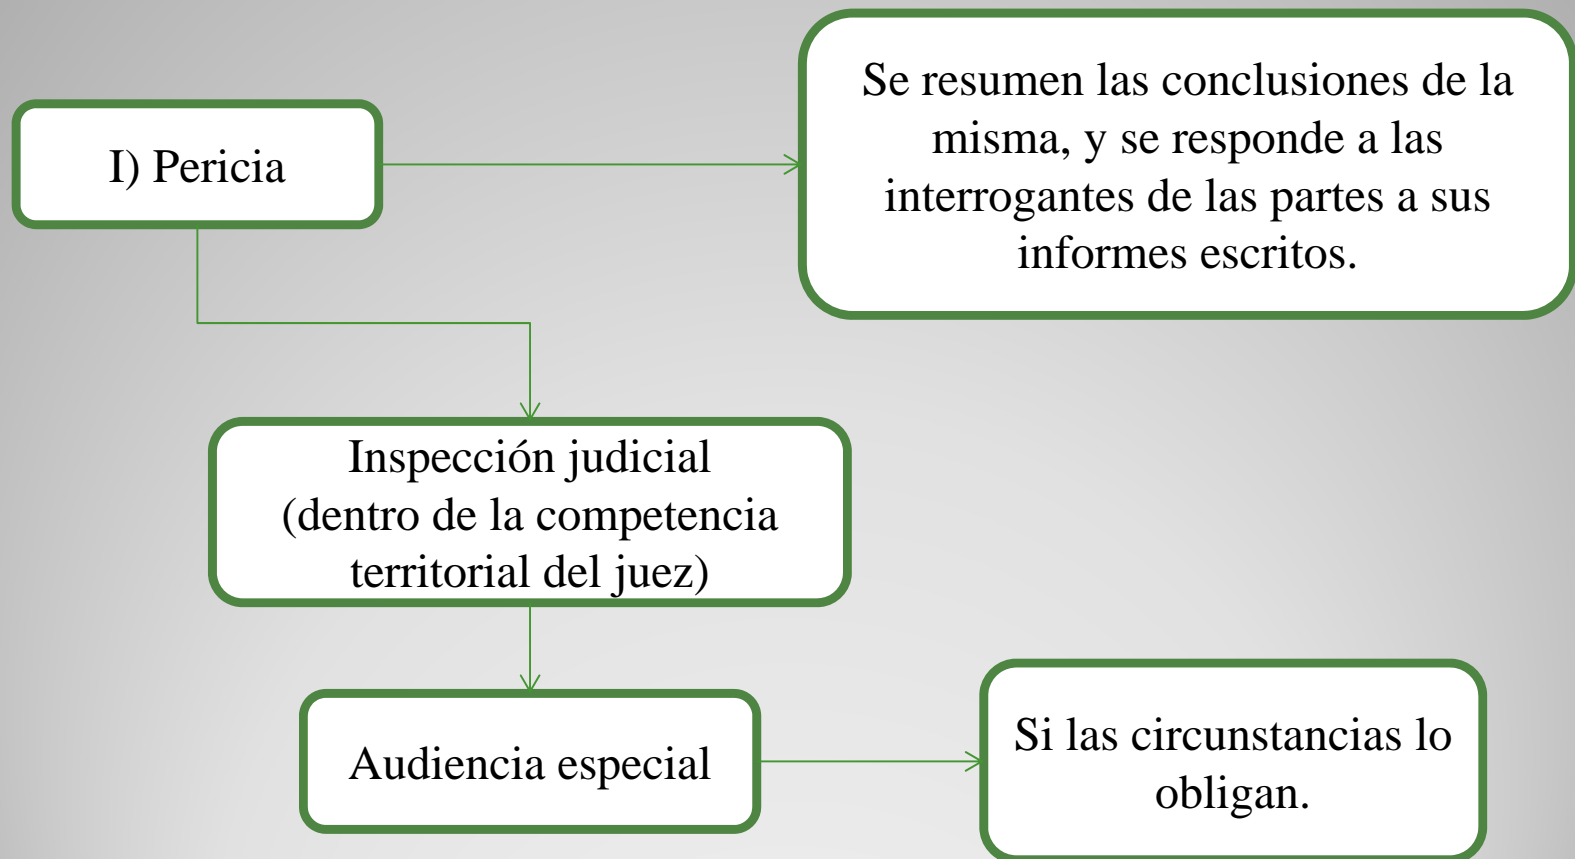 I) Pericia
Se resumen las conclusiones de la
misma, y se responde a las
interrogantes de las partes a sus
informes escritos.
Inspección judicial
(dentro de la competencia
territorial del juez)
Audiencia especial
Si las circunstancias lo
obligan.